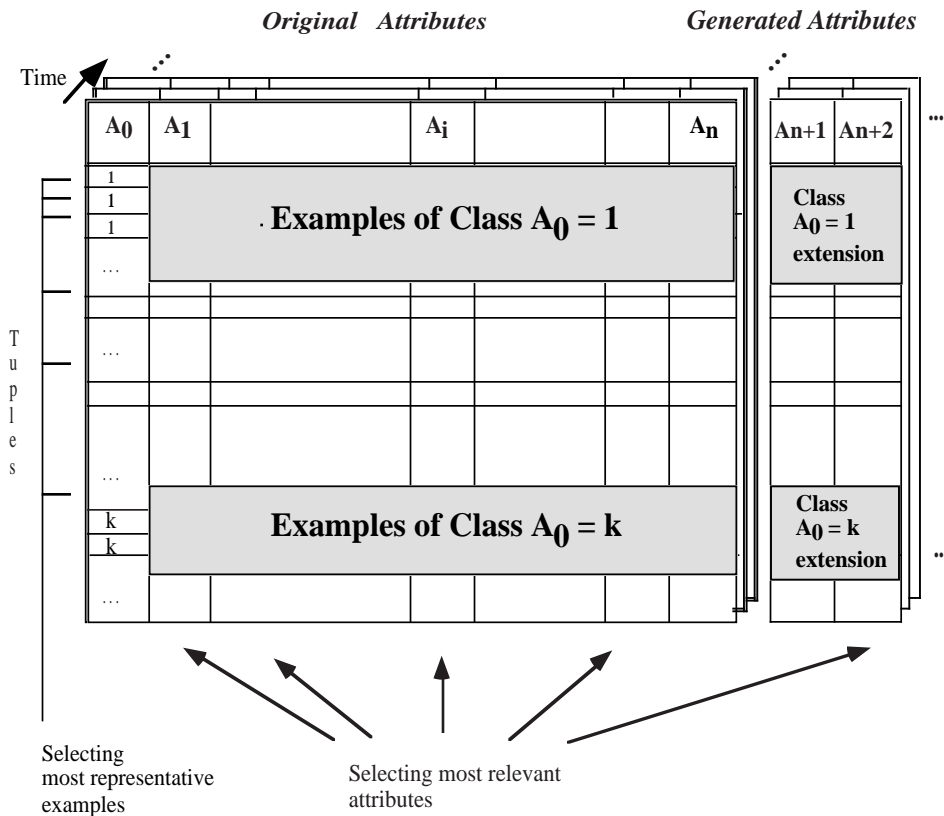 Original Attributes
Generated Attributes
...
...
Time
A0 A1 Ai An
An+1 An+2 ...
1
1
1
...
Examples of Class A0 = 1
Class
A0 = 1
extension
...
Tuples
...
k
k
...
Examples of Class A0 = k
Class
A0 = k
extension
..
Selecting
most representative
examples
Selecting most relevant
attributes